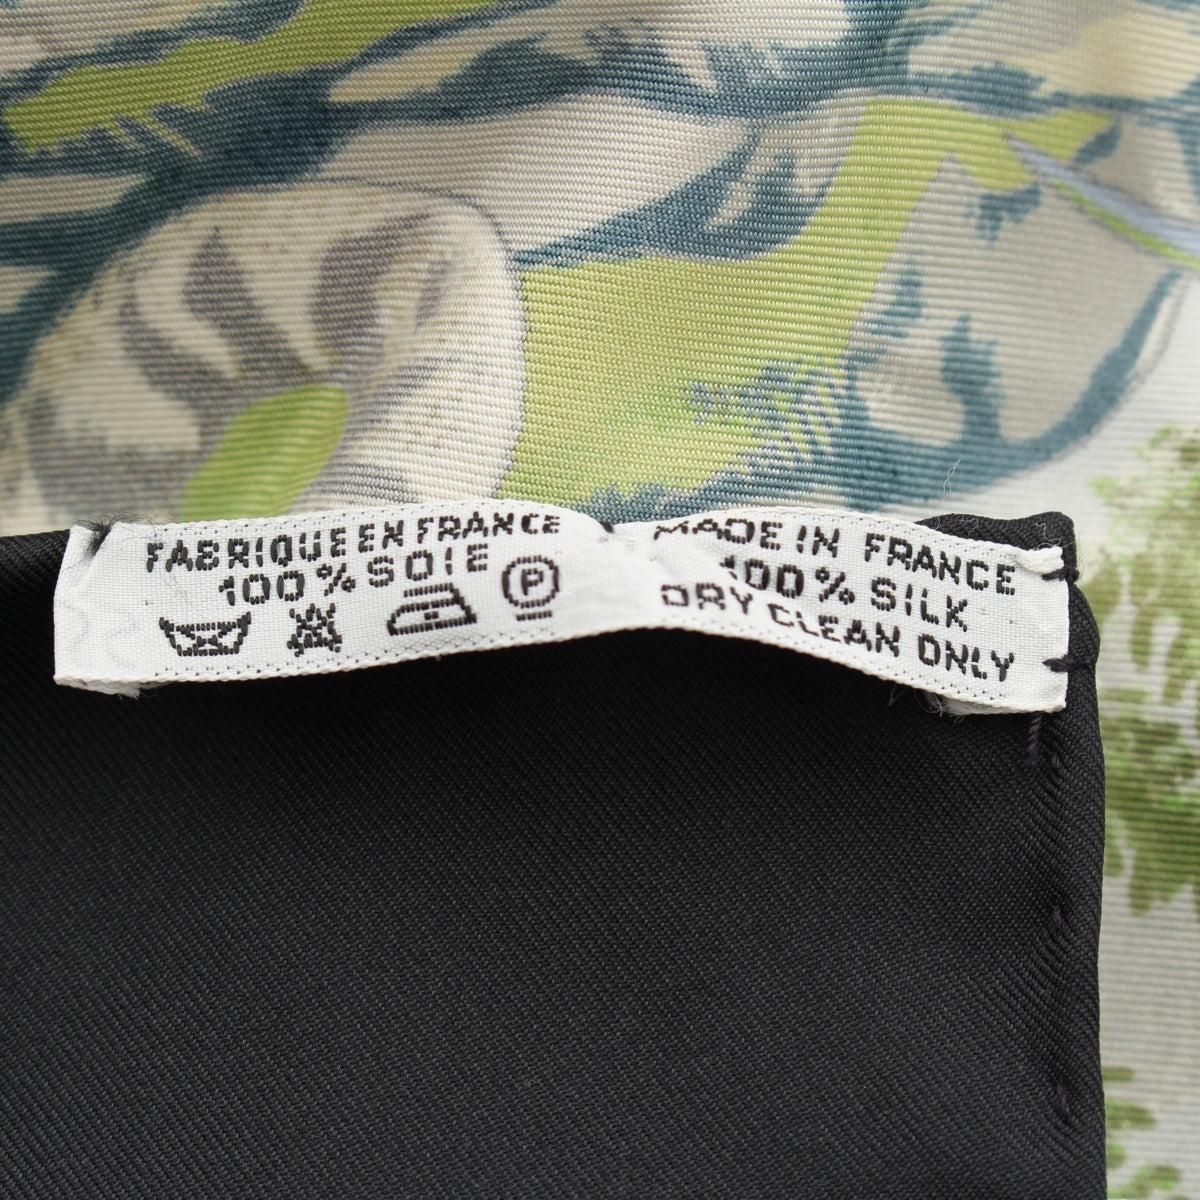 FABRIQUE EN FRANCE
100% SOIE
P
MADE IN FRANCE
100% SILK
DRY CLEAN ONLY